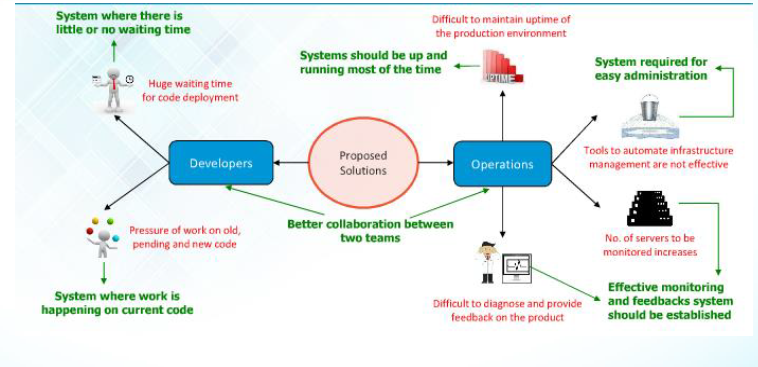 System where there is
little or no waiting time
Huge waiting time
for code deployment
Developers
Pressure of work on old,
pending and new code
System where work is
happening on current code
Proposed
Solutions
Better collaboration between
two teams
Difficult to maintain uptime of
the production environment
Systems should be up and
running most of the time
UPTIME
Operations
System required for
easy administration
Tools to automate infrastructure
management are not effective
No. of servers to be
monitored increases
Difficult to diagnose and provide
feedback on the product
Effective monitoring
and feedbacks system
should be established